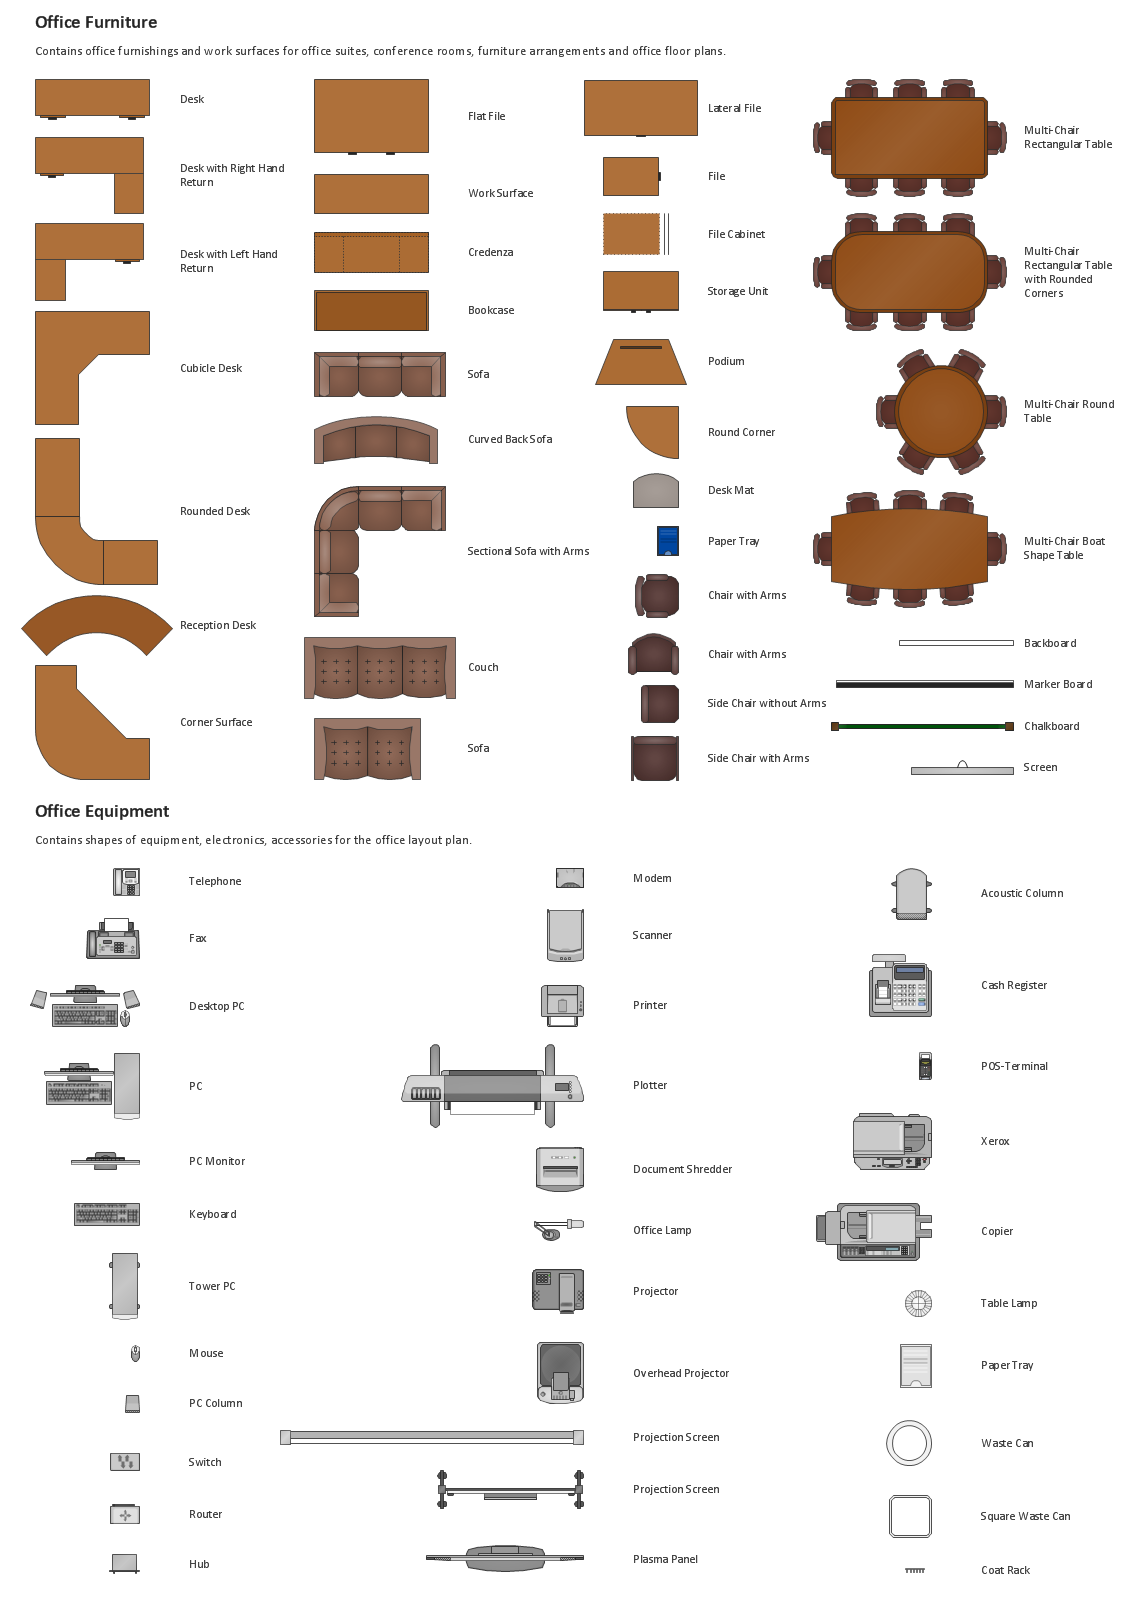 Office Furniture
Contains office furnishings and work surfaces for office suites, conference rooms, furniture arrangements and office floor plans.
Desk
Desk with Right Hand
Return
Desk with Left Hand
Return
Cubicle Desk
Rounded Desk
Reception Desk
Corner Surface
Flat File
Work Surface
Credenza
Bookcase
Sofa
Curved Back Sofa
Sectional Sofa with Arms
Couch
Sofa
Lateral File
File
File Cabinet
Storage Unit
Podium
Round Corner
Desk Mat
Paper Tray
Chair with Arms
Chair with Arms
Side Chair without Arms
Side Chair with Arms
Multi-Chair
Rectangular Table
Multi-Chair
Rectangular Table
with Rounded
Corners
Multi-Chair Round
Table
Multi-Chair Boat
Shape Table
Backboard
Marker Board
Chalkboard
Screen
Office Equipment
Contains shapes of equipment, electronics, accessories for the office layout plan.
Telephone
Fax
Desktop PC
PC
PC Monitor
Keyboard
Tower PC
Mouse
PC Column
Switch
Router
Hub
Modem
Scanner
Printer
Plotter
Document Shredder
Office Lamp
Projector
Overhead Projector
Projection Screen
Projection Screen
Plasma Panel
Acoustic Column
Cash Register
POS-Terminal
Xerox
Copier
Table Lamp
Paper Tray
Waste Can
Square Waste Can
Coat Rack